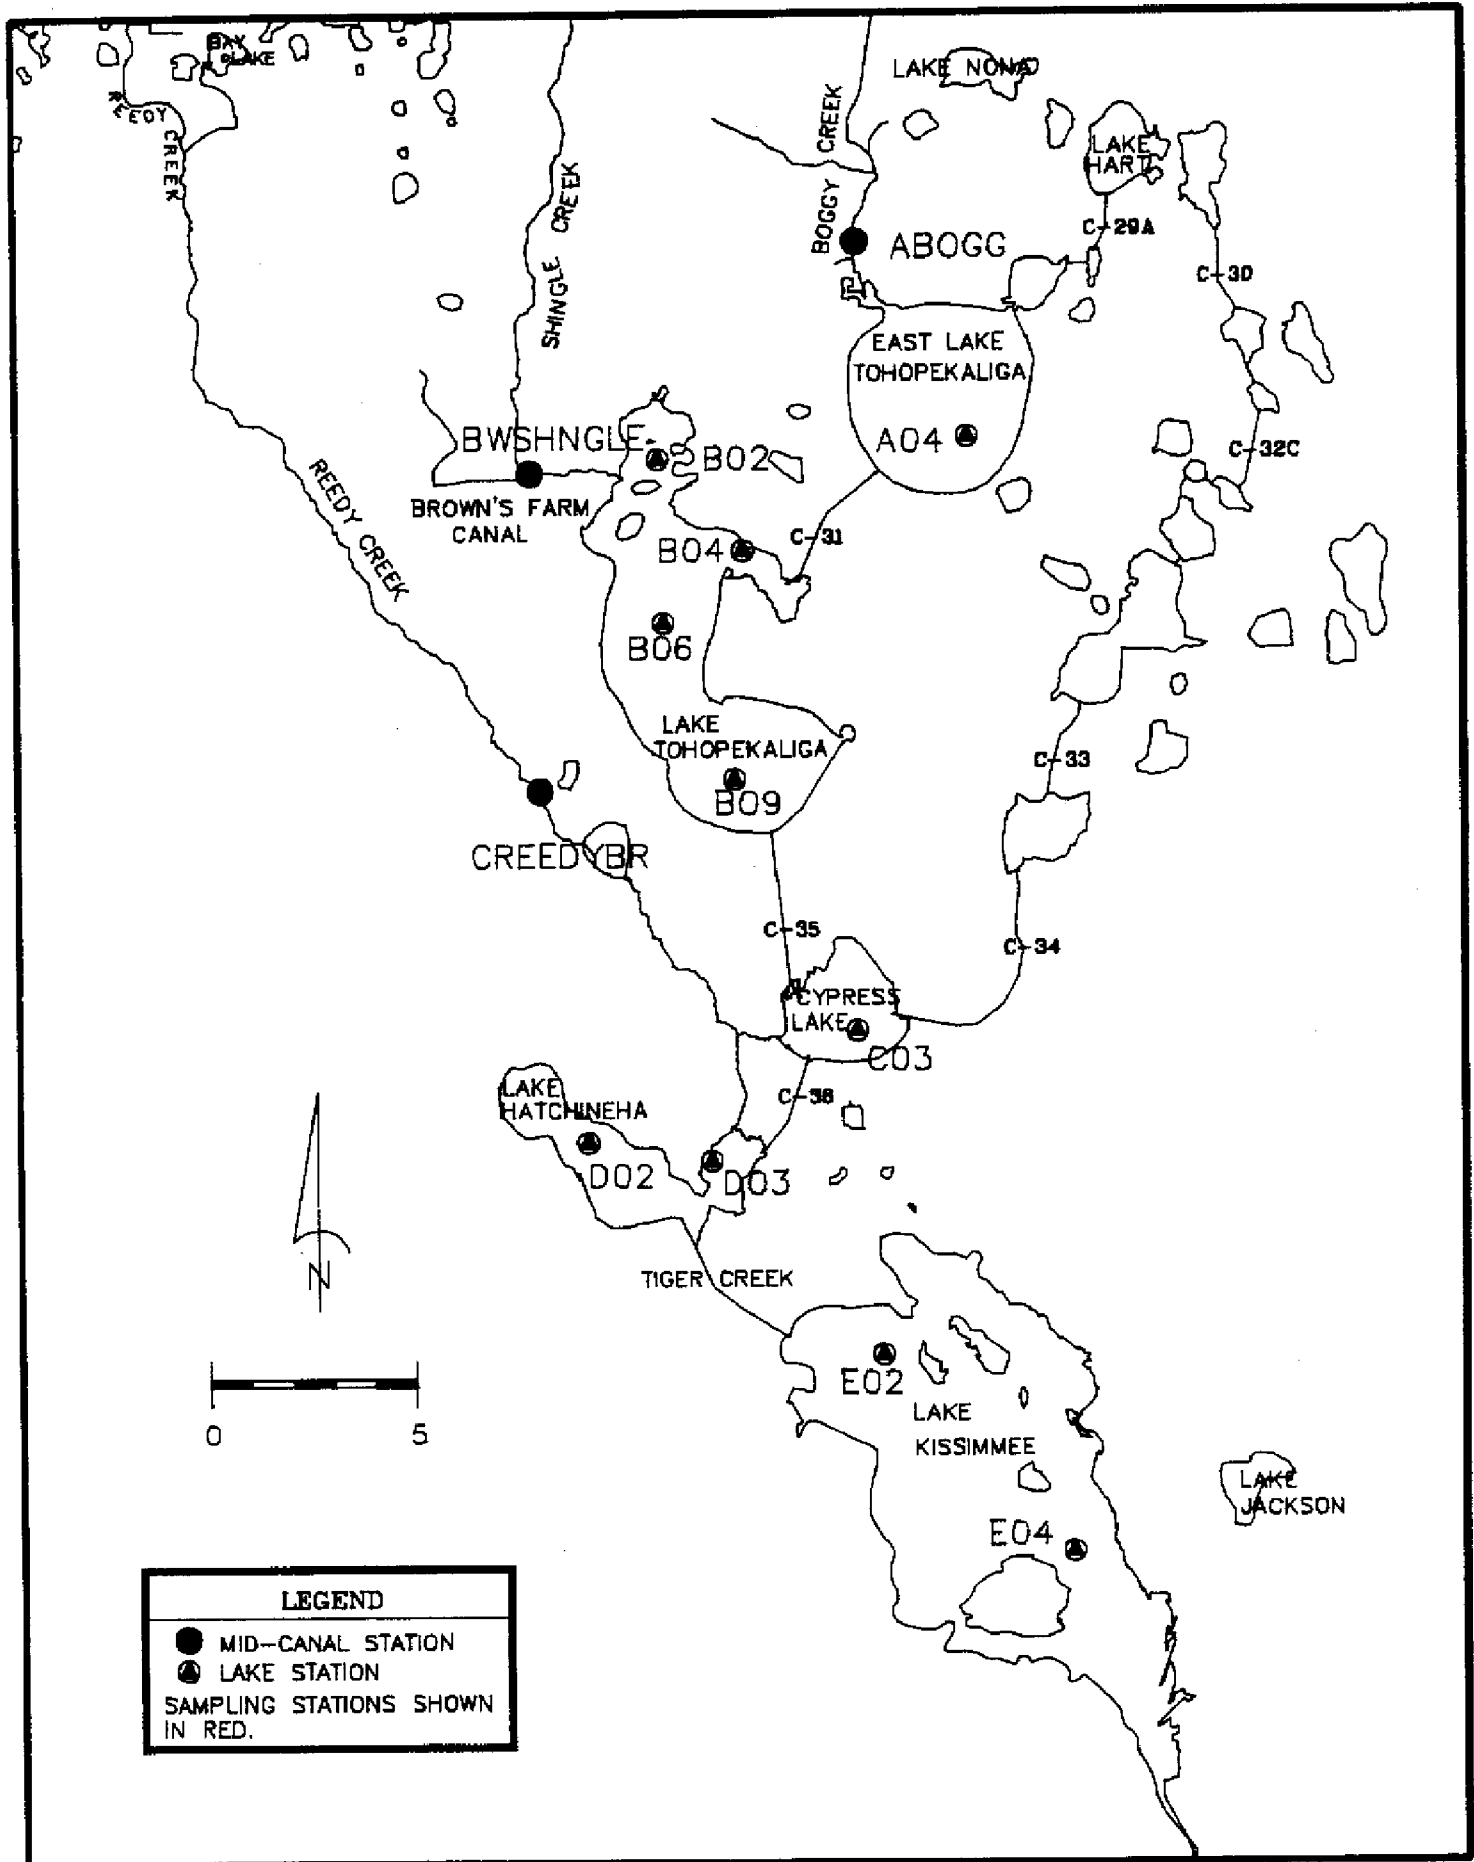 BAY
LAKE
LAKE NONA
REEDY
CREEK
BOGGY CREEK
LAKE
HART
SHINGLE CREEK
C-29A
ABOGG
C-30
EAST LAKE
TOHOPEKALIGA
A04
BWSHNGLE
B02
C-32C
REEDY CREEK
BROWN'S FARM
CANAL
C-31
B04
B06
LAKE
TOHOPEKALIGA
C-33
B09
CREEDYBR
C-35
C-34
CYPRESS
LAKE
C03
LAKE
HATCHINEHA
C-36
D02
D03
N
TIGER CREEK
E02
LAKE
KISSIMMEE
0 5
LAKE
JACKSON
E04
LEGEND
MID-CANAL STATION
LAKE STATION
SAMPLING STATIONS SHOWN
IN RED.